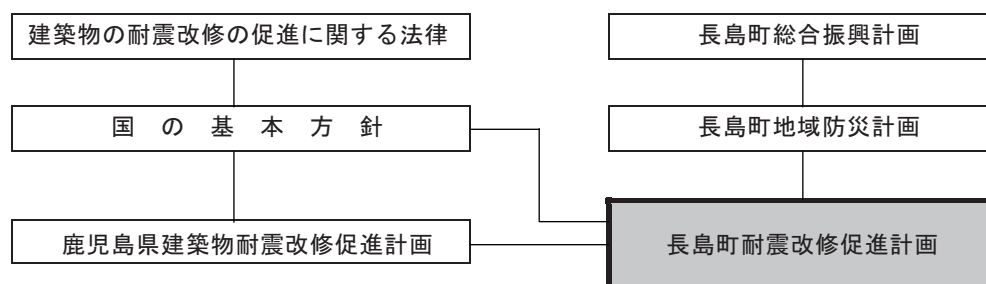 建築物の耐震改修の促進に関する法律
長島町総合振興計画
国の基本方針
長島町地域防災計画
鹿児島県建築物耐震改修促進計画
長島町耐震改修促進計画